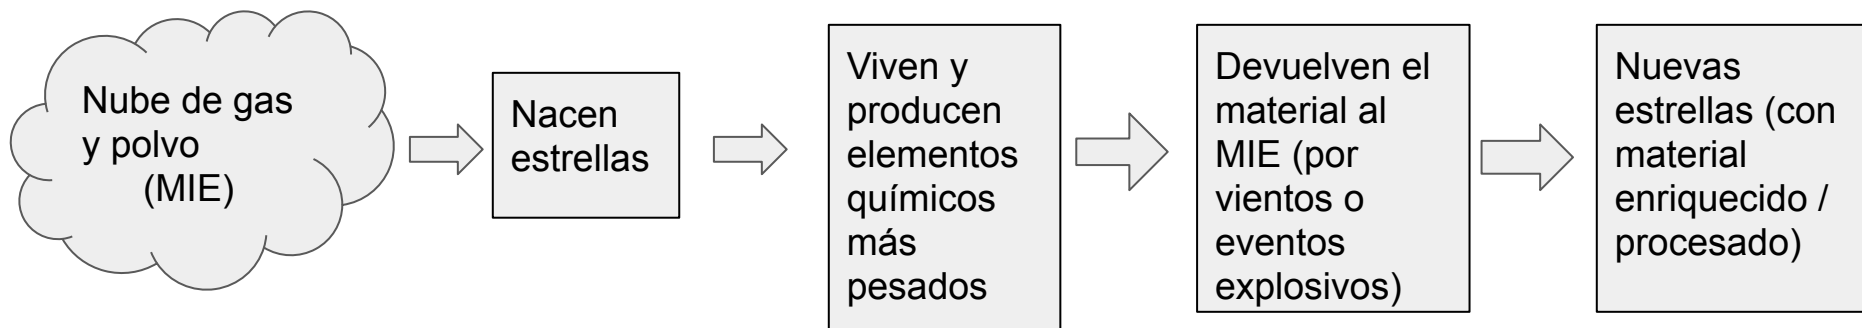 Nube de gas
y polvo
(MIE)
Nacen
estrellas
Viven y
producen
elementos
químicos
más
pesados
Devuelven el
material al
MIE (por
vientos o
eventos
explosivos)
Nuevas
estrellas (con
material
enriquecido /
procesado)